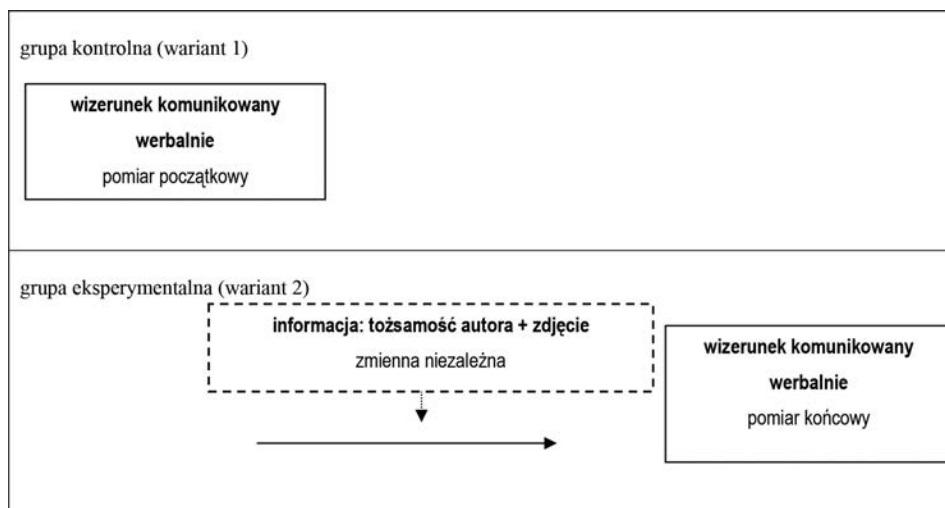 grupa kontrolna (wariant 1)
wizerunek komunikowany
werbalnie
pomiar początkowy
grupa eksperymentalna (wariant 2)
informacja: tożsamość autora + zdjęcie
zmienna niezależna
wizerunek komunikowany
werbalnie
pomiar końcowy